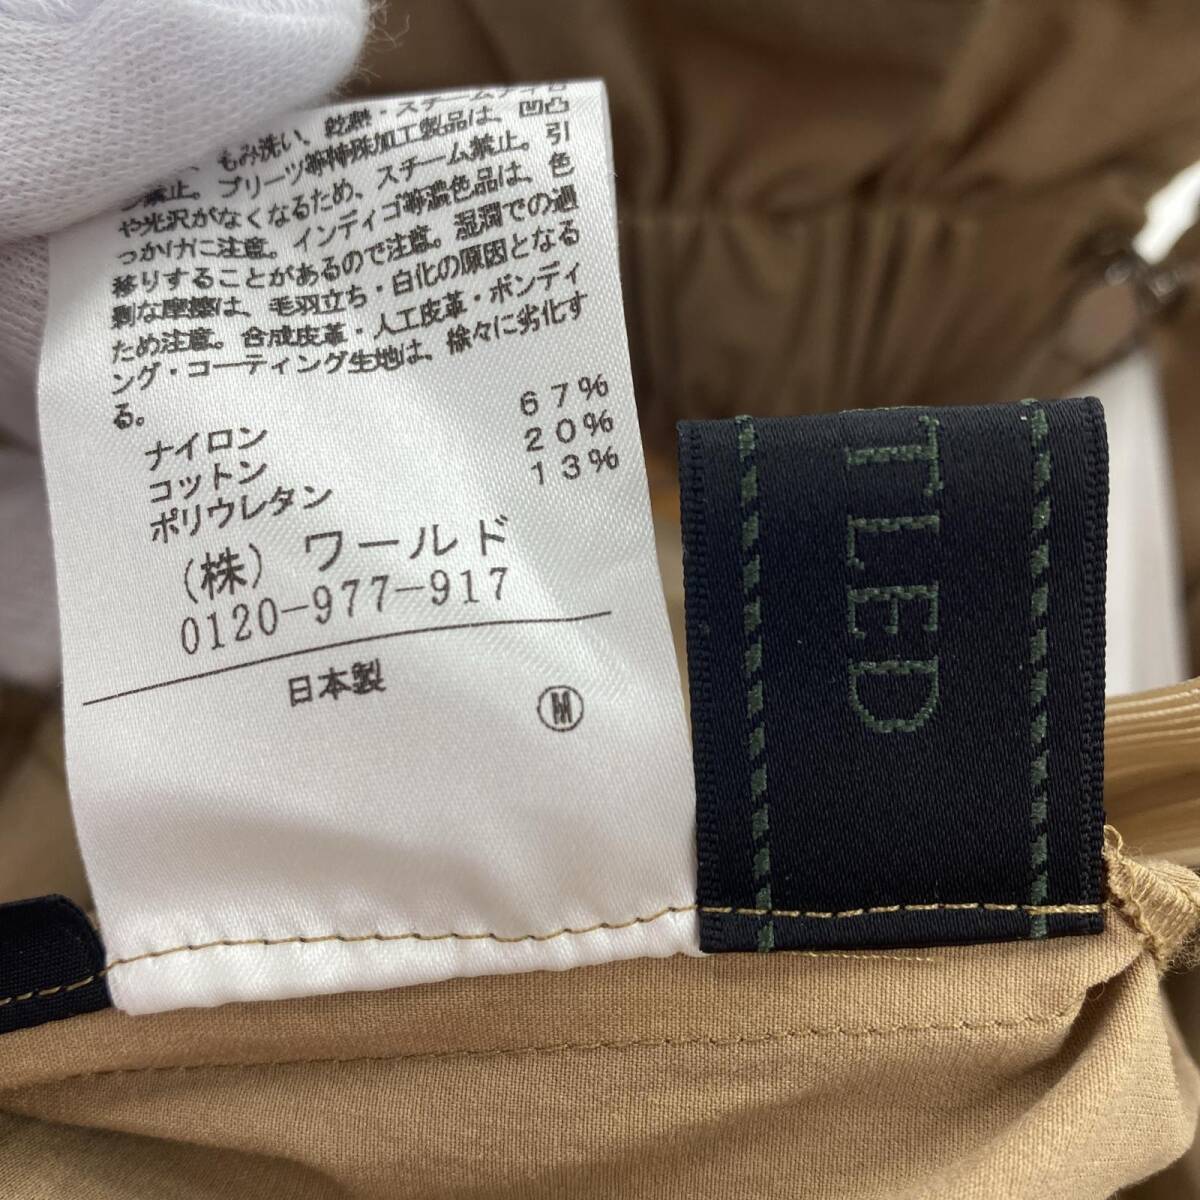 もみ洗い、乾熱・スチームアイロ
禁止。プリーツ等特殊加工製品は、凹凸
や光沢がなくなるため、スチーム禁止。引
っかけに注意。インディゴ等濃色品は、色
移りすることがあるので注意。湿潤での過
剰な摩擦は、毛羽立ち・白化の原因となる
ため注意。合成皮革・人工皮革・ボンディ
ング・コーティング生地は、徐々に劣化す
る。
ナイロン 67%
コットン 20%
ポリウレタン 13%
(株) ワールド
0120-977-917
日本製
M
TLED